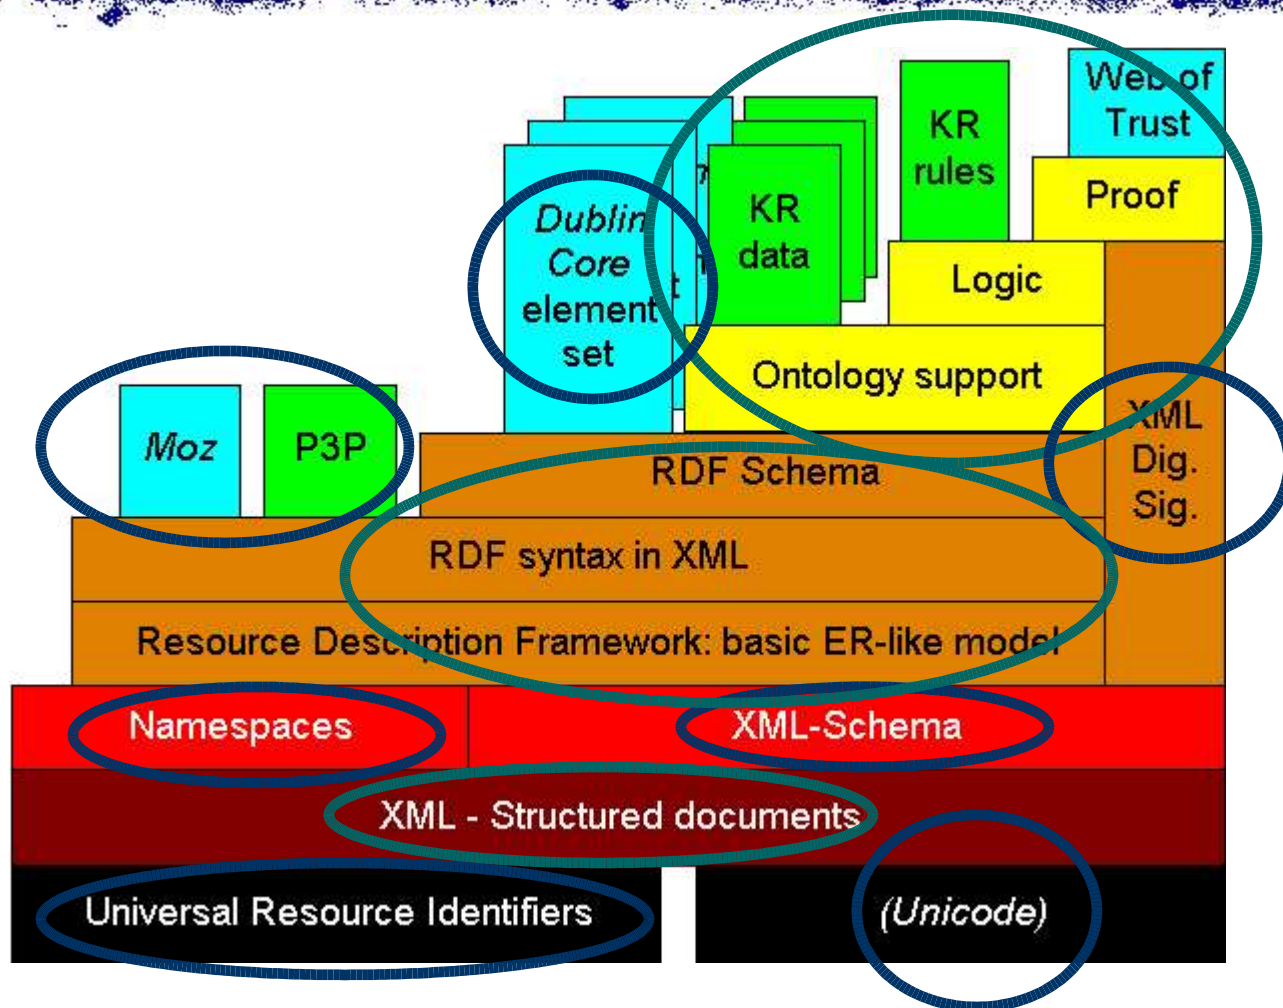 Web of
Trust
KR
rules
Proof
Dublin
Core
element
set
KR
data
Logic
Ontology support
Moz
P3P
XML
Dig.
Sig.
RDF Schema
RDF syntax in XML
Resource Description Framework: basic ER-like model
Namespaces
XML-Schema
XML - Structured documents
Universal Resource Identifiers
(Unicode)